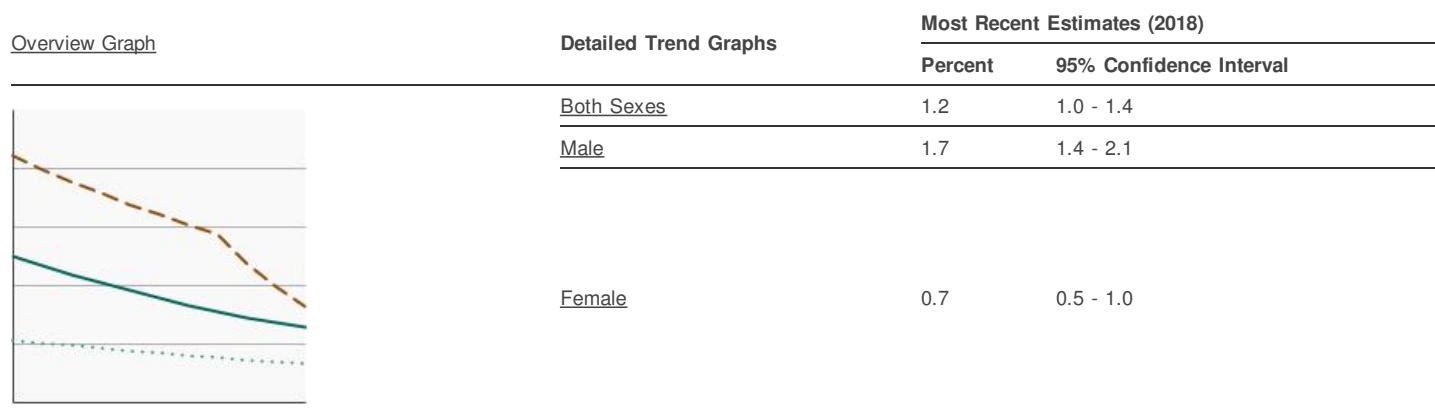 Overview Graph
Detailed Trend Graphs
Most Recent Estimates (2018)
Percent 95% Confidence Interval
Both Sexes 1.2 1.0 - 1.4
Male 1.7 1.4 - 2.1
Female 0.7 0.5 - 1.0